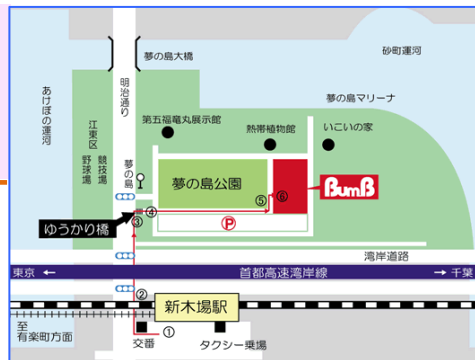 砂町運河
夢の島大橋
あけぼの運河
明治通り
夢の島マリーナ
第五福竜丸展示館
熱帯植物館
いこいの家
江東区
野球場
競技場
夢の島
夢の島公園
⑤
⑥
BumB
④
③
P
ゆうかり橋
湾岸道路
東京 ←
首都高速湾岸線
→ 千葉
②
新木場駅
至
有楽町方面
①
交番
タクシー乗場